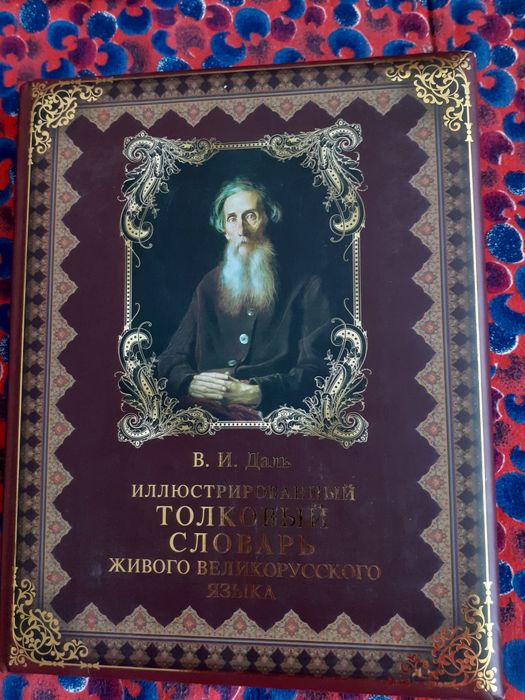 В. И. Даль
ИЛЛЮСТРИРОВАННЫЙ
ТОЛКОВЫЙ
СЛОВАРЬ
ЖИВОГО ВЕЛИКОРУССКОГО
ЯЗЫКА